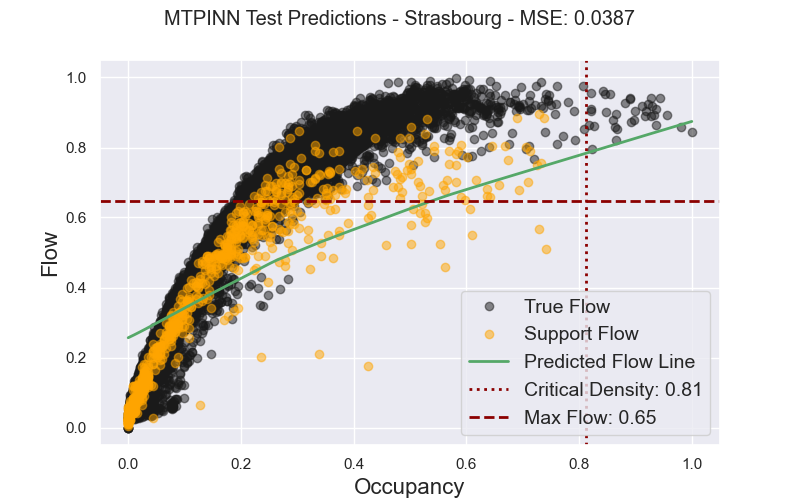 MTPINN Test Predictions - Strasbourg - MSE: 0.0387
Flow
1.0
0.8
0.6
0.4
0.2
0.0
True Flow
Support Flow
Predicted Flow Line
Critical Density: 0.81
Max Flow: 0.65
0.0 0.2 0.4 0.6 0.8 1.0
Occupancy